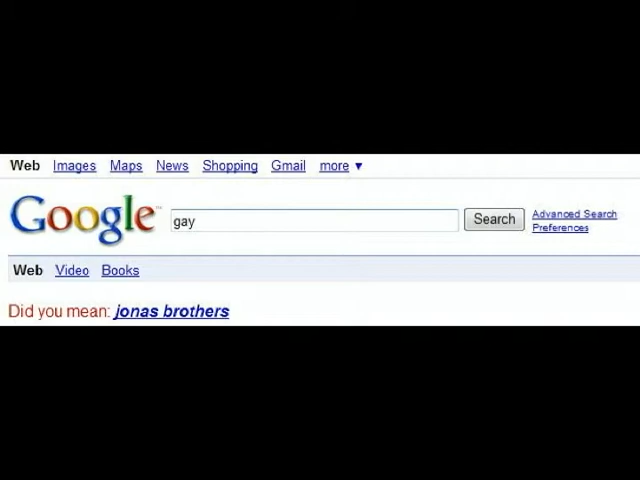 Web Images Maps News Shopping Gmail more ▼
Google™ gay Search Advanced Search
Preferences
Web Video Books
Did you mean: jonas brothers